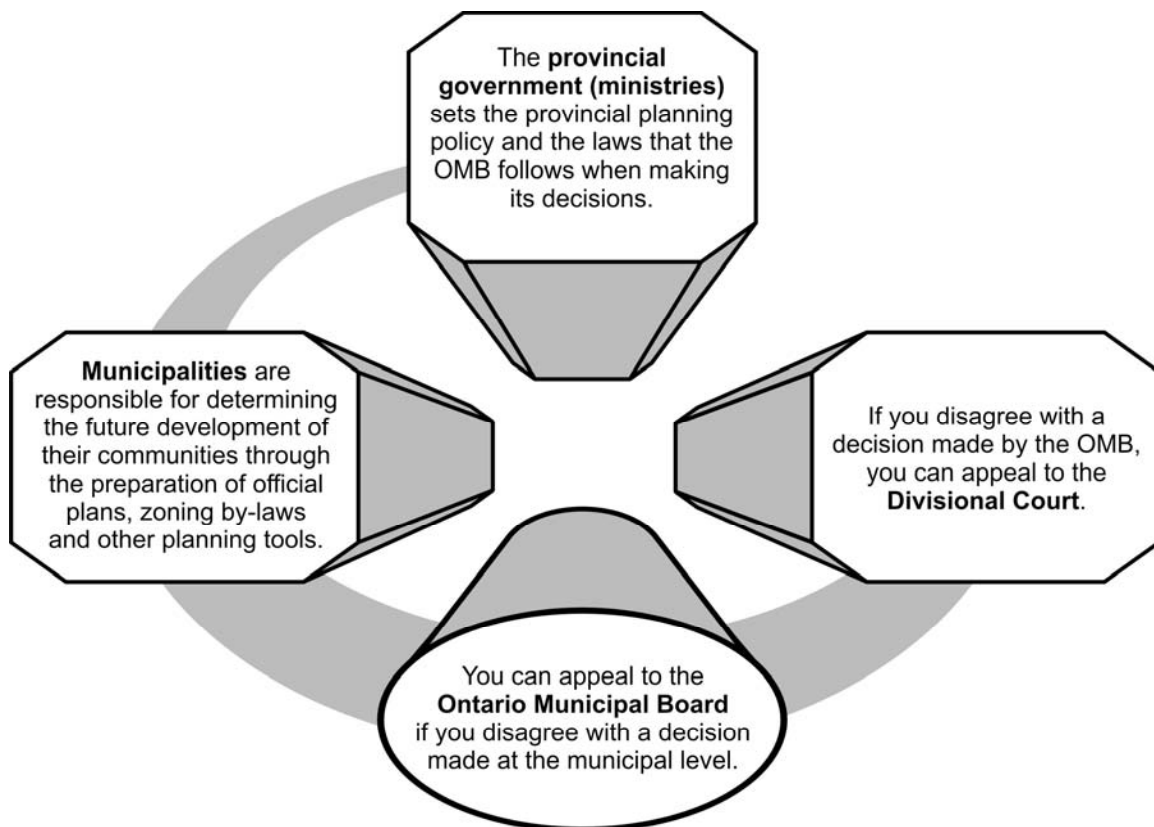 The provincial
government (ministries)
sets the provincial planning
policy and the laws that the
OMB follows when making
its decisions.
Municipalities are
responsible for determining
the future development of
their communities through
the preparation of official
plans, zoning by-laws
and other planning tools.
If you disagree with a
decision made by the OMB,
you can appeal to the
Divisional Court.
You can appeal to the
Ontario Municipal Board
if you disagree with a decision
made at the municipal level.